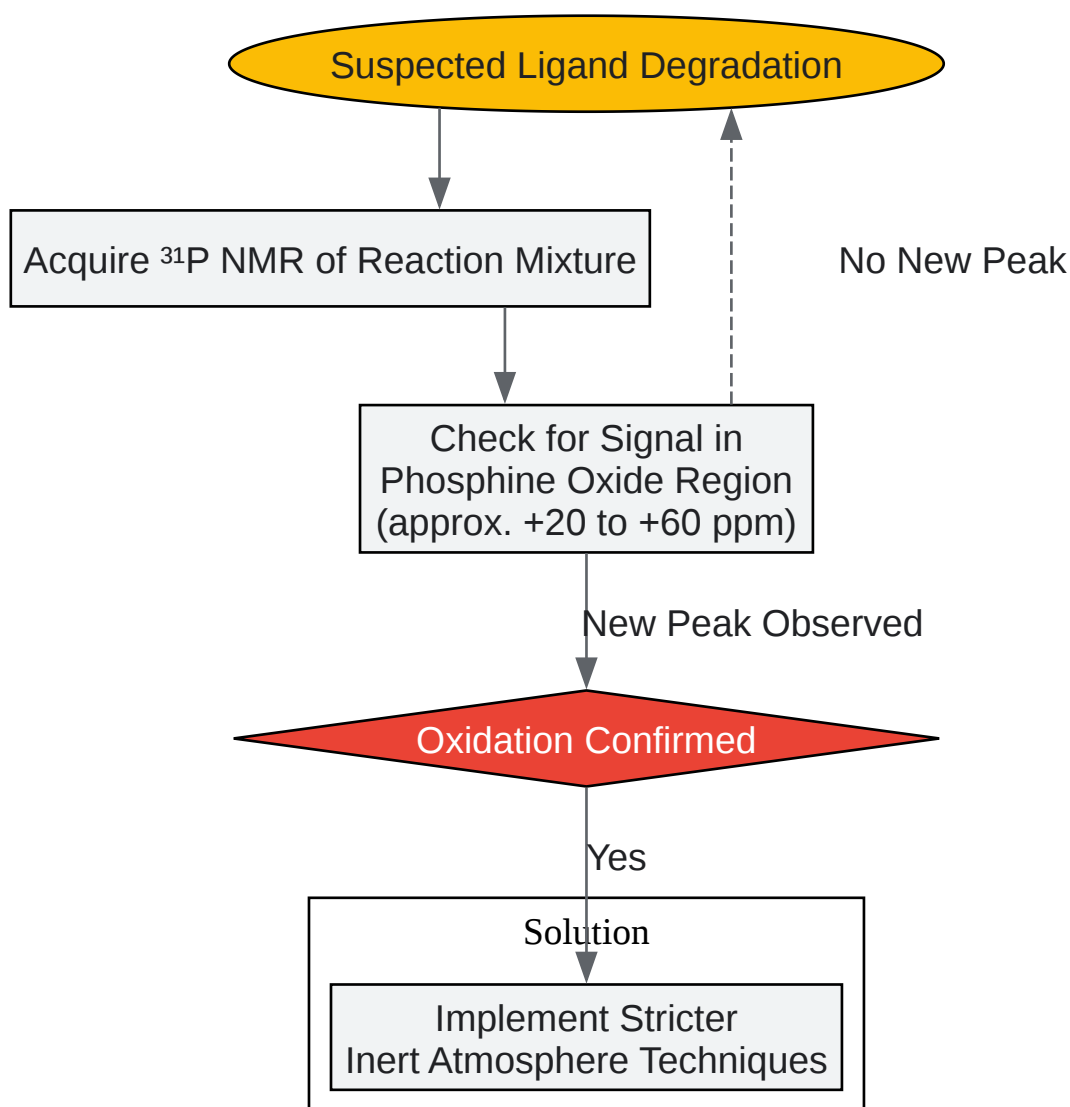 Suspected Ligand Degradation
Acquire ³¹P NMR of Reaction Mixture
No New Peak
Check for Signal in
Phosphine Oxide Region
(approx. +20 to +60 ppm)
New Peak Observed
Oxidation Confirmed
Yes
Solution
Implement Stricter
Inert Atmosphere Techniques